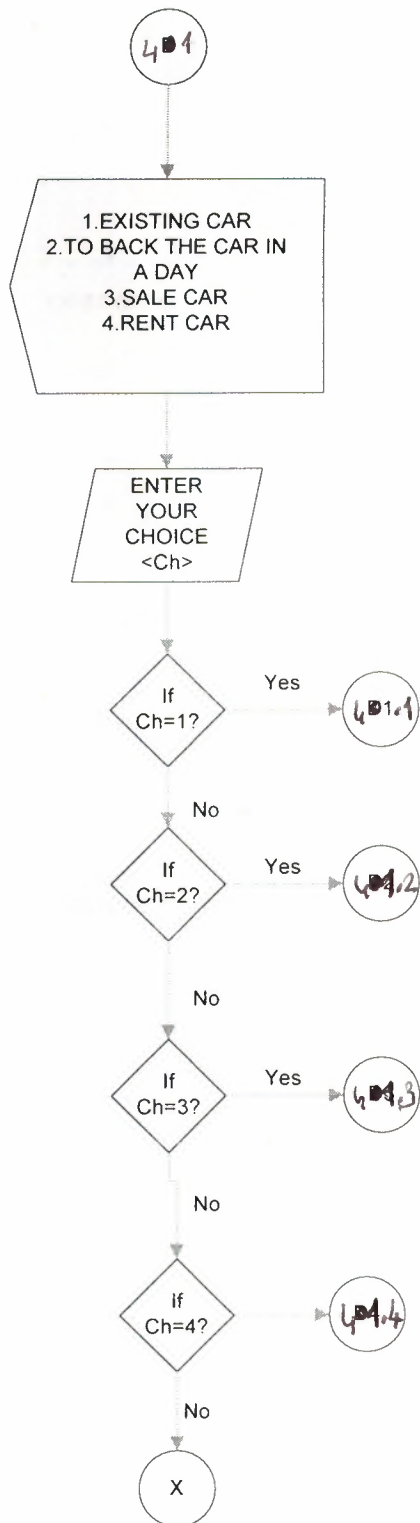 1.EXISTING CAR
2.TO BACK THE CAR IN
A DAY
3.SALE CAR
4.RENT CAR
ENTER
YOUR
CHOICE
<Ch>
If
Ch=1?
Yes
No
If
Ch=2?
Yes
No
If
Ch=3?
Yes
No
If
Ch=4?
No
X